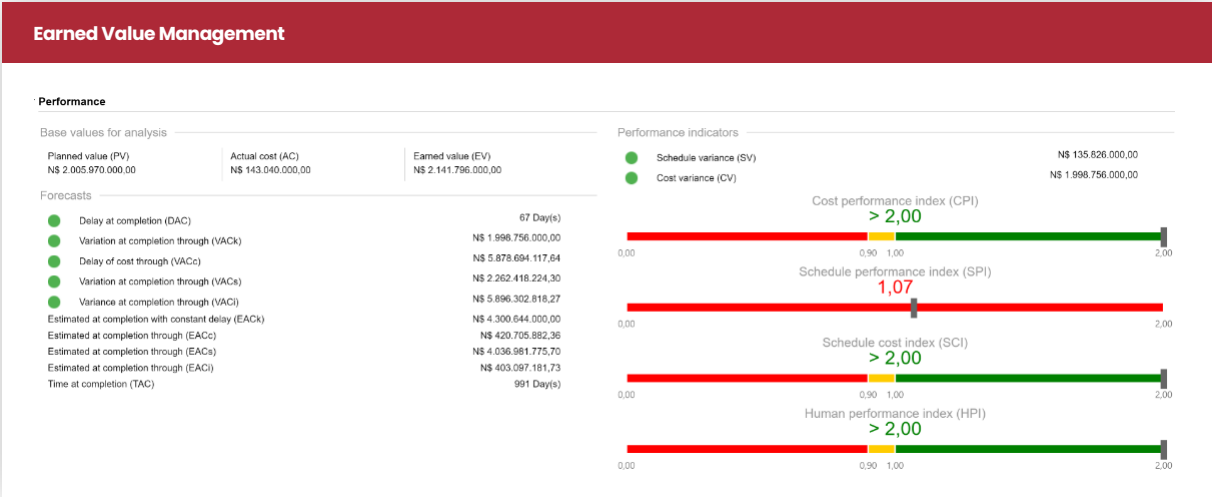 Earned Value Management
Performance
Base values for analysis
Planned value (PV)
N$ 2.005.970.000,00
Actual cost (AC)
N$ 143.040.000,00
Earned value (EV)
N$ 2.141.796.000,00
Forecasts
Delay at completion (DAC) 67 Day(s)
Variation at completion through (VACk) N$ 1.998.756.000,00
Delay of cost through (VACc) N$ 5.878.694.117,64
Variation at completion through (VACs) N$ 2.262.418.224,30
Variance at completion through (VACi) N$ 5.896.302.818,27
Estimated at completion with constant delay (EACk) N$ 4.300.644.000,00
Estimated at completion through (EACc) N$ 420.705.882,36
Estimated at completion through (EACs) N$ 4.036.981.775,70
Estimated at completion through (EACi) N$ 403.097.181,73
Time at completion (TAC) 991 Day(s)
Performance indicators
Schedule variance (SV) N$ 135.826.000,00
Cost variance (CV) N$ 1.998.756.000,00
Cost performance index (CPI)
> 2,00
0,00 0,90 1,00 2,00
Schedule performance index (SPI)
1,07
0,00 2,00
Schedule cost index (SCI)
> 2,00
0,00 0,90 1,00 2,00
Human performance index (HPI)
> 2,00
0,00 0,90 1,00 2,00